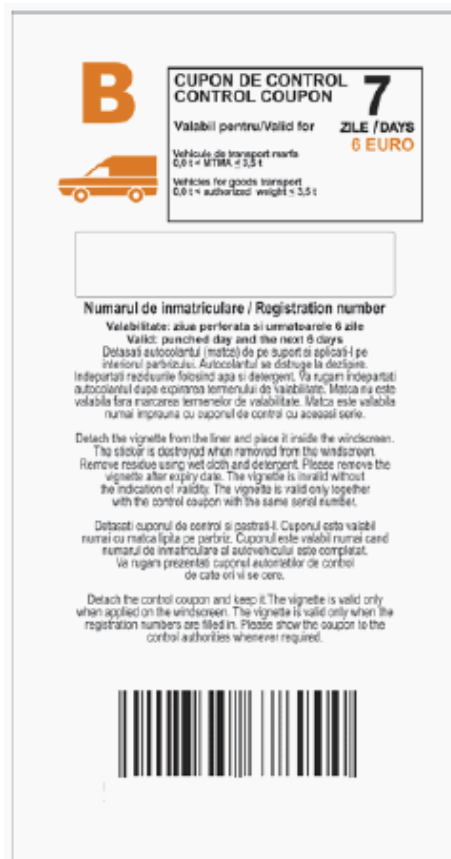 B
CUPON DE CONTROL
CONTROL COUPON
7
ZILE / DAYS
6 EURO
Valabil pentru/Valid for
Vehicule de transport marfa
0,0 t < MTMA ≤ 3,5 t
Vehicles for goods transport
0,0 t < authorized weight ≤ 3,5 t
Numarul de inmatriculare / Registration number
Valabilitate: ziua perforata si urmatoarele 6 zile
Valid: punched day and the next 6 days
Detasati autocolantul (matca) de pe suport si aplicati-l pe
interiorul parbrizului. Autocolantul se distruge la dezlipire.
Indepartati reziduurile folosind apa si detergent. Va rugam indepartati
autocolantul dupa expirarea termenului de valabilitate. Matca nu este
valabila fara marcarea termenelor de valabilitate. Matca este valabila
numai impreuna cu cuponul de control cu aceeasi serie.
Detach the vignette from the liner and place it inside the windscreen.
The sticker is destroyed when removed from the windscreen.
Remove residue using wet cloth and detergent. Please remove the
vignette after expiry date. The vignette is invalid without
the indication of validity. The vignette is valid only together
with the control coupon with the same serial number.
Detasati cuponul de control si pastrati-l. Cuponul este valabil
numai cu matca lipita pe parbriz. Cuponul este valabil numai cand
numarul de inmatriculare al autovehicului este completat.
Va rugam prezentati cuponul autoritatilor de control
de cate ori vi se cere.
Detach the control coupon and keep it.The vignette is valid only
when applied on the windscreen. The vignette is valid only when the
registration numbers are filled in. Please show the coupon to the
control authorities whenever required.